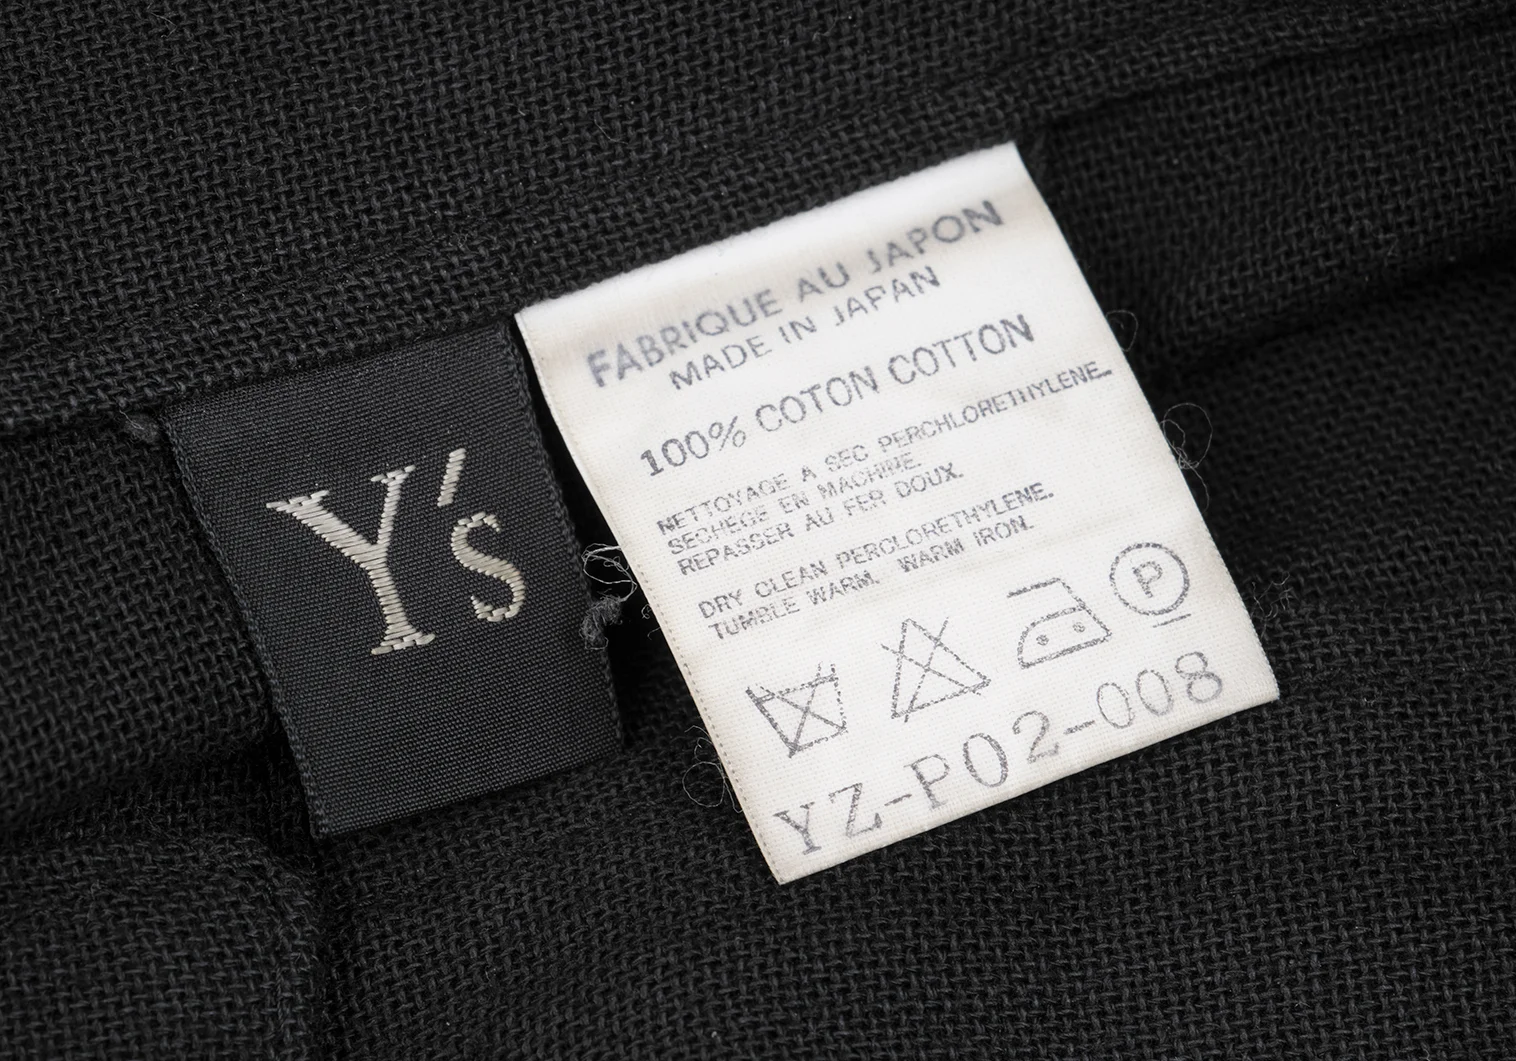 Y's
FABRIQUE AU JAPON
MADE IN JAPAN
100% COTON COTTON
NETTOYAGE A SEC PERCHLORETHYLENE.
SECHEGE EN MACHINE.
REPASSER AU FER DOUX.
DRY CLEAN PERCLORETHYLENE.
TUMBLE WARM. WARM IRON.
P
YZ-P02-008